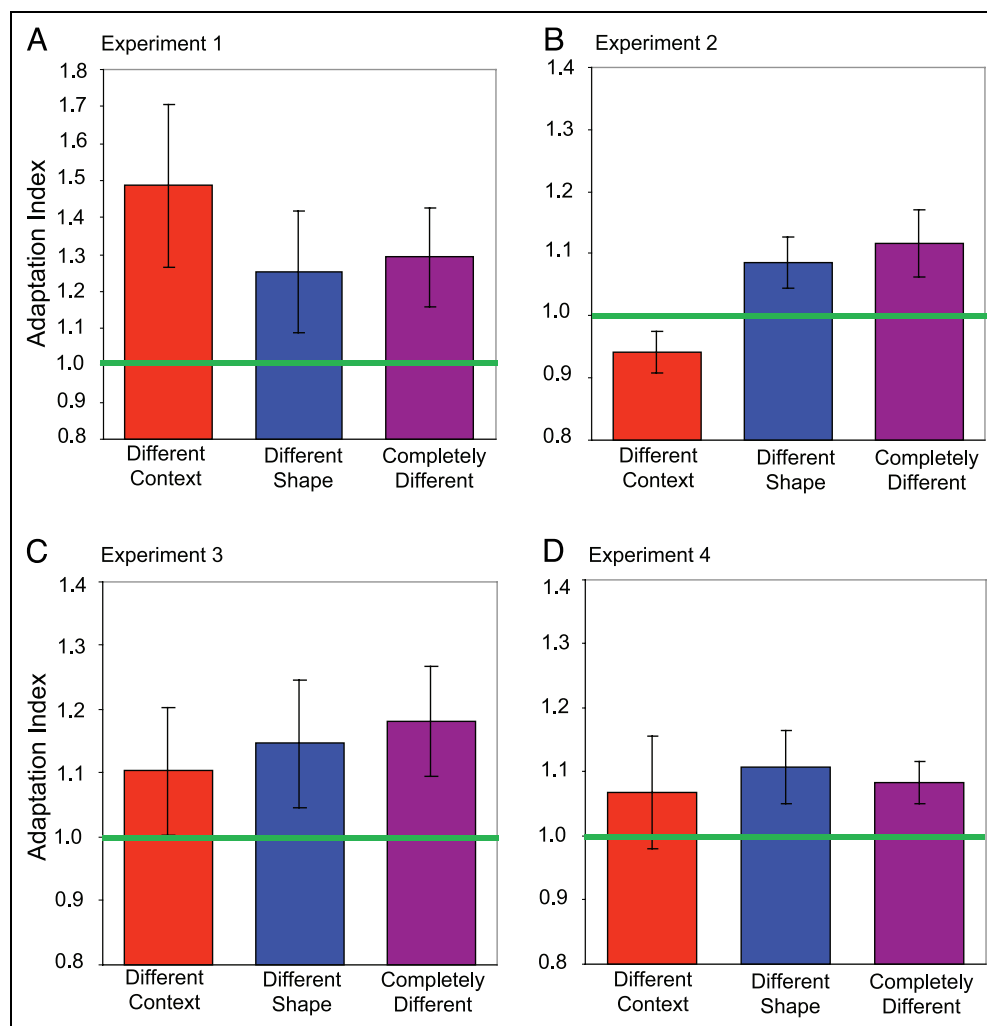 A Experiment 1
1.8
1.7
1.6
1.5
1.4
1.3
1.2
1.1
1.0
0.9
0.8
Adaptation Index
Different
Context
Different
Shape
Completely
Different
B Experiment 2
1.4
1.3
1.2
1.1
1.0
0.9
0.8
Different
Context
Different
Shape
Completely
Different
C Experiment 3
1.4
1.3
1.2
1.1
1.0
0.9
0.8
Adaptation Index
Different
Context
Different
Shape
Completely
Different
D Experiment 4
1.4
1.3
1.2
1.1
1.0
0.9
0.8
Different
Context
Different
Shape
Completely
Different